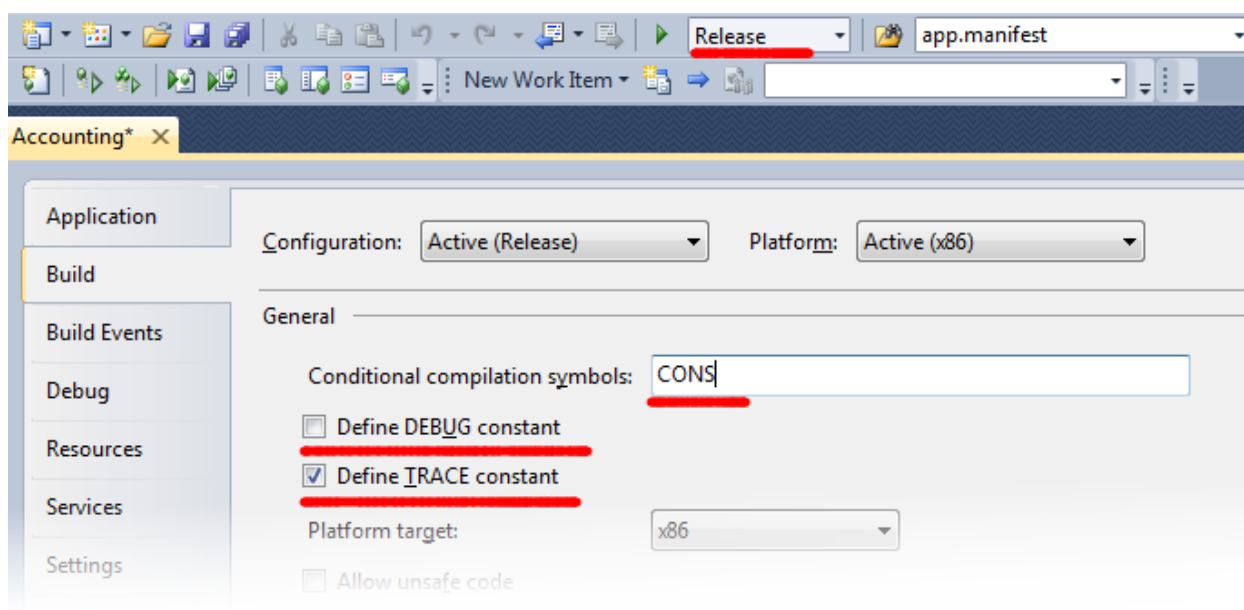 Release app.manifest
New Work Item
Accounting*
Application
Configuration: Active (Release) Platform: Active (x86)
Build
General
Build Events
Conditional compilation symbols: CONS
Debug
Define DEBUG constant
Resources
Define TRACE constant
Services
Platform target: x86
Settings
Allow unsafe code